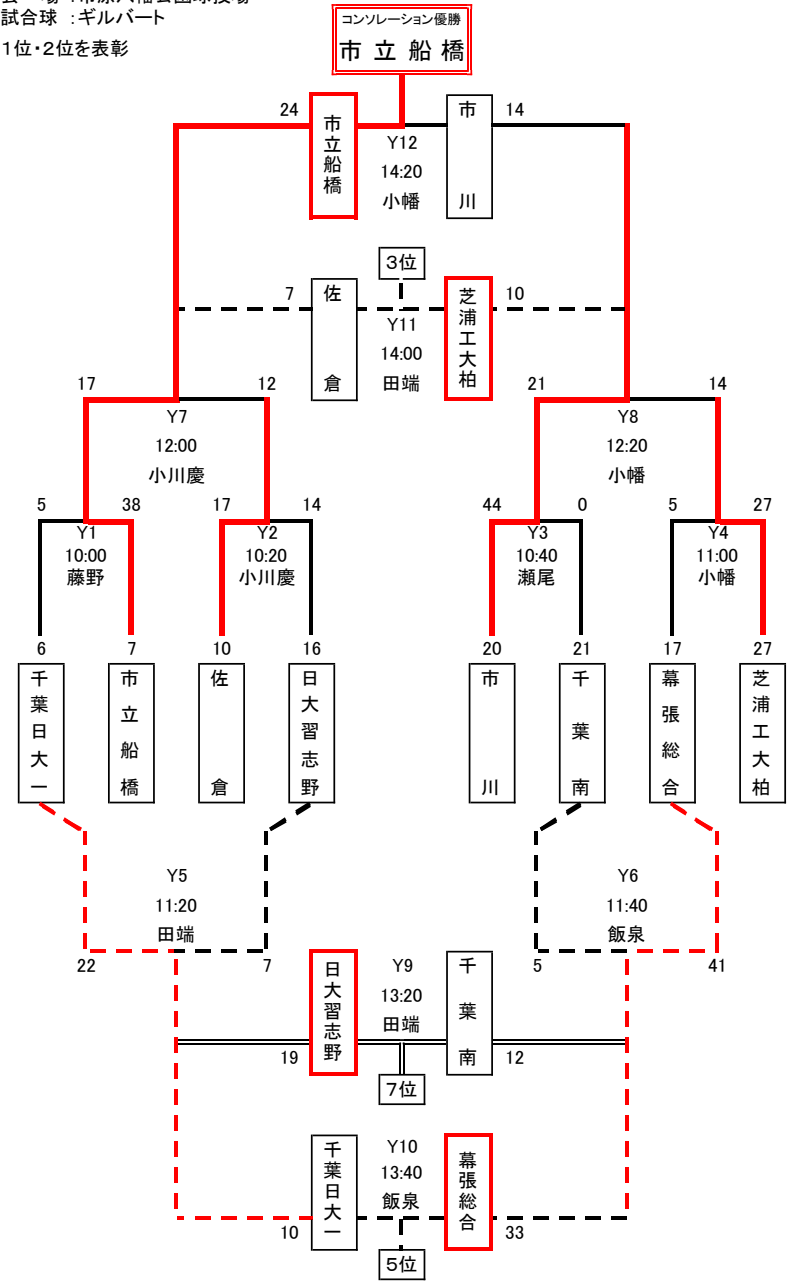 試合球 ：ギルバート
1位・2位を表彰
コンソレーション優勝
市立船橋
24
市立船橋
Y12
14:20
小幡
市川
14
3位
7
佐倉
Y11
14:00
田端
芝浦工大柏
10
17
12
21
14
Y7
12:00
小川慶
Y8
12:20
小幡
5
38
17
14
44
0
5
27
Y1
10:00
藤野
Y2
10:20
小川慶
Y3
10:40
瀬尾
Y4
11:00
小幡
6
7
10
16
20
21
17
27
千葉日大一
市立船橋
佐倉
日大習志野
市川
千葉南
幕張総合
芝浦工大柏
Y5
11:20
田端
Y6
11:40
飯泉
22
7
5
41
日大習志野
Y9
13:20
田端
千葉南
19
12
7位
千葉日大一
Y10
13:40
飯泉
幕張総合
10
33
5位